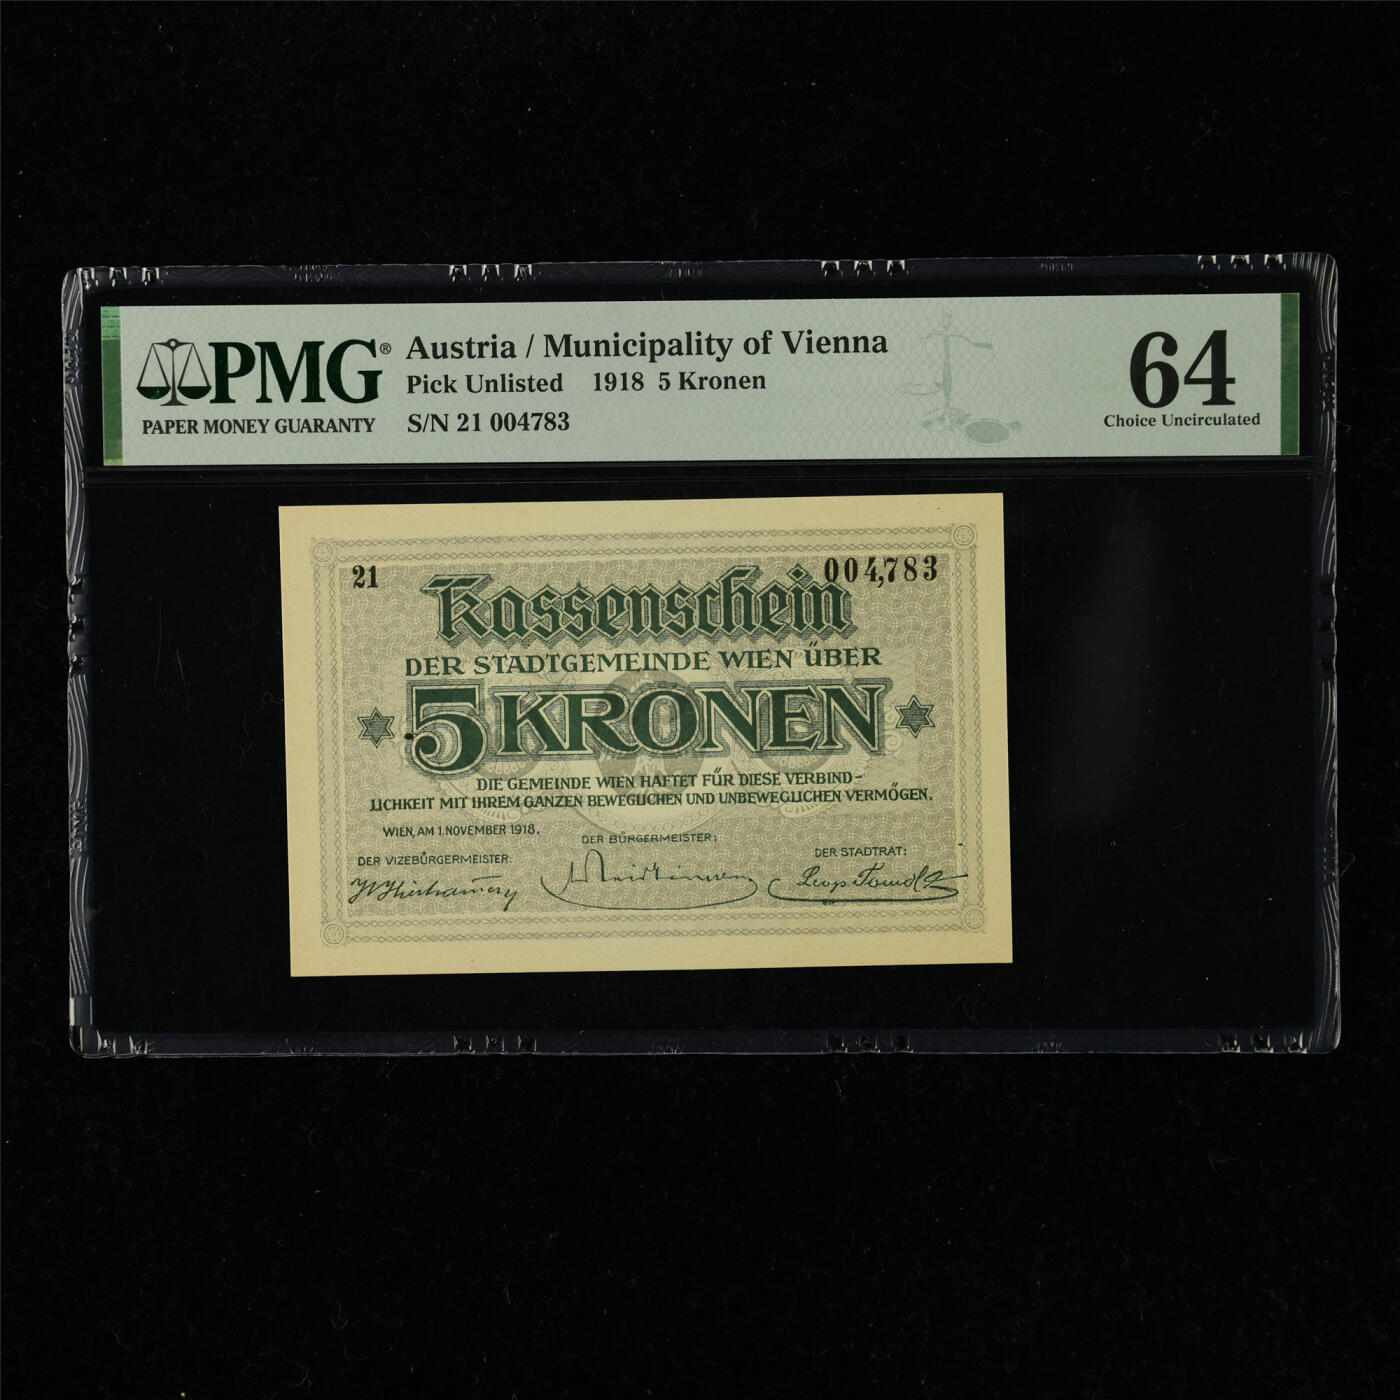 PMG®
PAPER MONEY GUARANTY
Austria / Municipality of Vienna
Pick Unlisted 1918 5 Kronen
S/N 21 004783
64
Choice Uncirculated
21 004,783
Kassenschein
DER STADTGEMEINDE WIEN ÜBER
5 KRONEN
DIE GEMEINDE WIEN HAFTET FÜR DIESE VERBIND-
LICHKEIT MIT IHREM GANZEN BEWEGLICHEN UND UNBEWEGLICHEN VERMÖGEN.
WIEN, AM 1. NOVEMBER 1918.
DER BÜRGERMEISTER:
DER VIZEBÜRGERMEISTER:
DER STADTRAT: